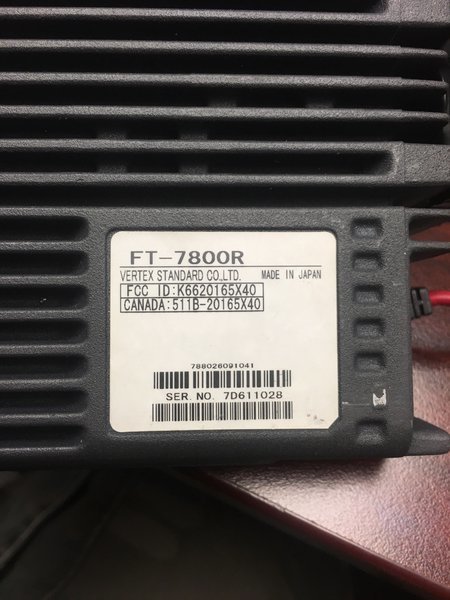 FT-7800R
VERTEX STANDARD CO.,LTD. MADE IN JAPAN
FCC ID:K6620165X40
CANADA:511B-20165X40
788026091041
SER. NO. 7D611028